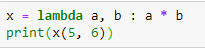 x = lambda a, b : a * b
print(x(5, 6))